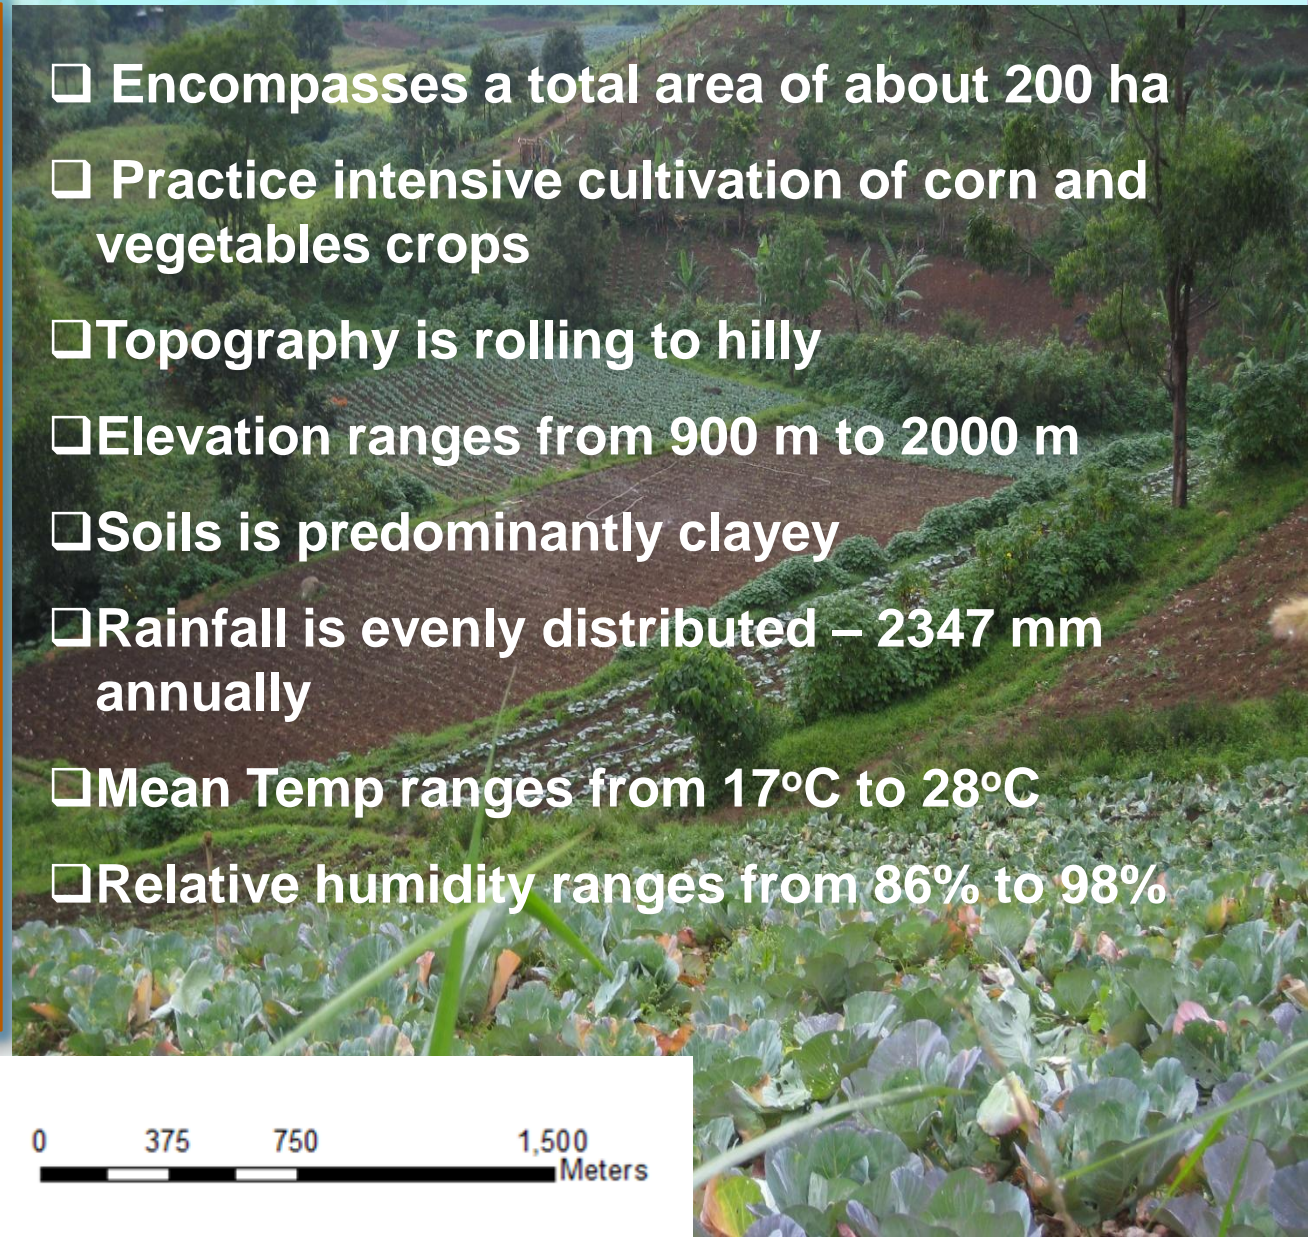 ❑ Encompasses a total area of about 200 ha
❑ Practice intensive cultivation of corn and
vegetables crops
❑Topography is rolling to hilly
❑Elevation ranges from 900 m to 2000 m
❑Soils is predominantly clayey
❑Rainfall is evenly distributed – 2347 mm
annually
❑Mean Temp ranges from 17oC to 28oC
❑Relative humidity ranges from 86% to 98%
0 375 750 1,500
Meters